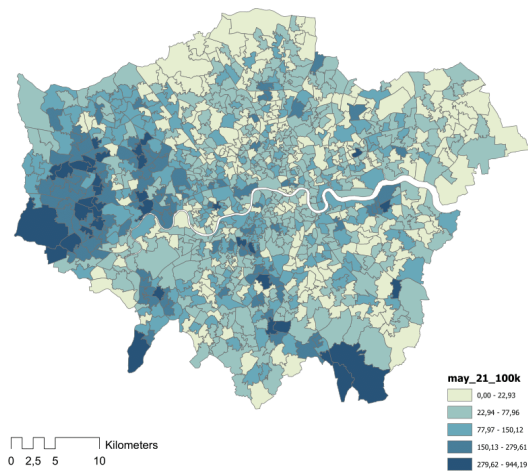 may_21_100k
0,00 - 22,93
22,94 - 77,96
77,97 - 150,12
150,13 - 279,61
279,62 - 944,19
Kilometers
0 2,5 5 10